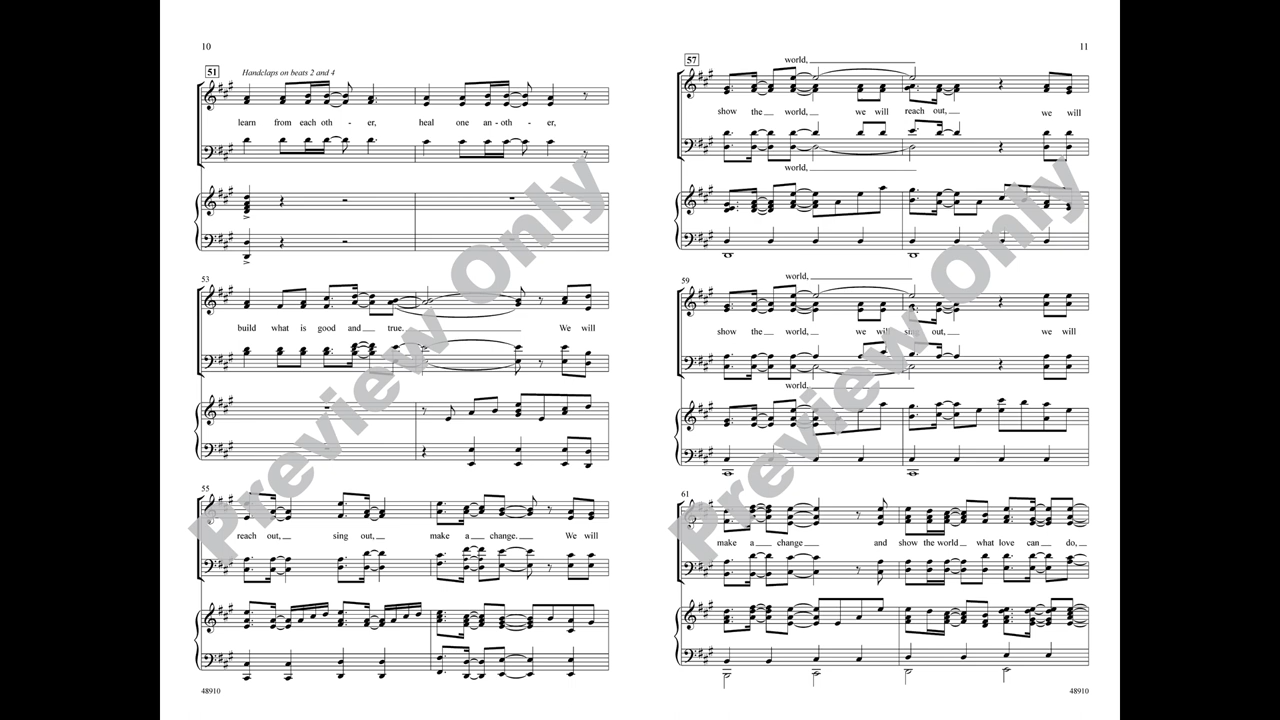 10
51
Handclaps on beats 2 and 4
learn from each oth - er, heal one an - oth - er,
53
build what is good and true. We will
55
reach out, sing out, make a change. We will
48910
Preview Only
11
57
world,
show the world, we will reach out, we will
world,
59
world,
show the world, we will sing out, we will
world,
61
make a change and show the world what love can do,
48910
Preview Only